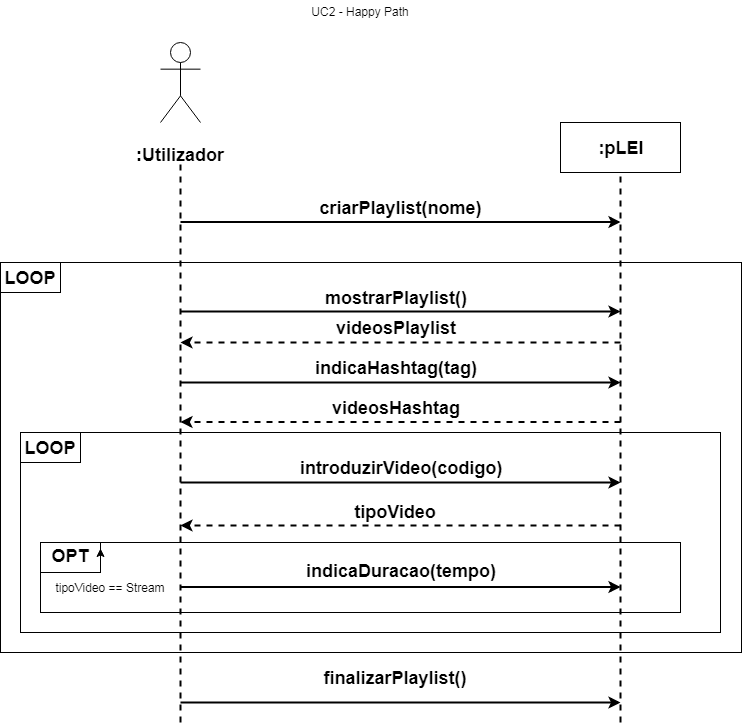 UC2 - Happy Path
:Utilizador
:pLEI
criarPlaylist(nome)
LOOP
mostrarPlaylist()
videosPlaylist
indicaHashtag(tag)
videosHashtag
LOOP
introduzirVideo(codigo)
tipoVideo
OPT
indicaDuracao(tempo)
tipoVideo == Stream
finalizarPlaylist()